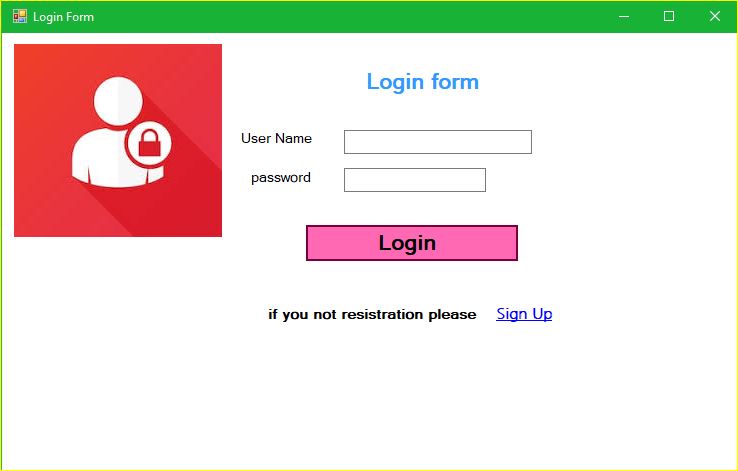 Login Form
Login form
User Name
password
Login
if you not resistration please Sign Up